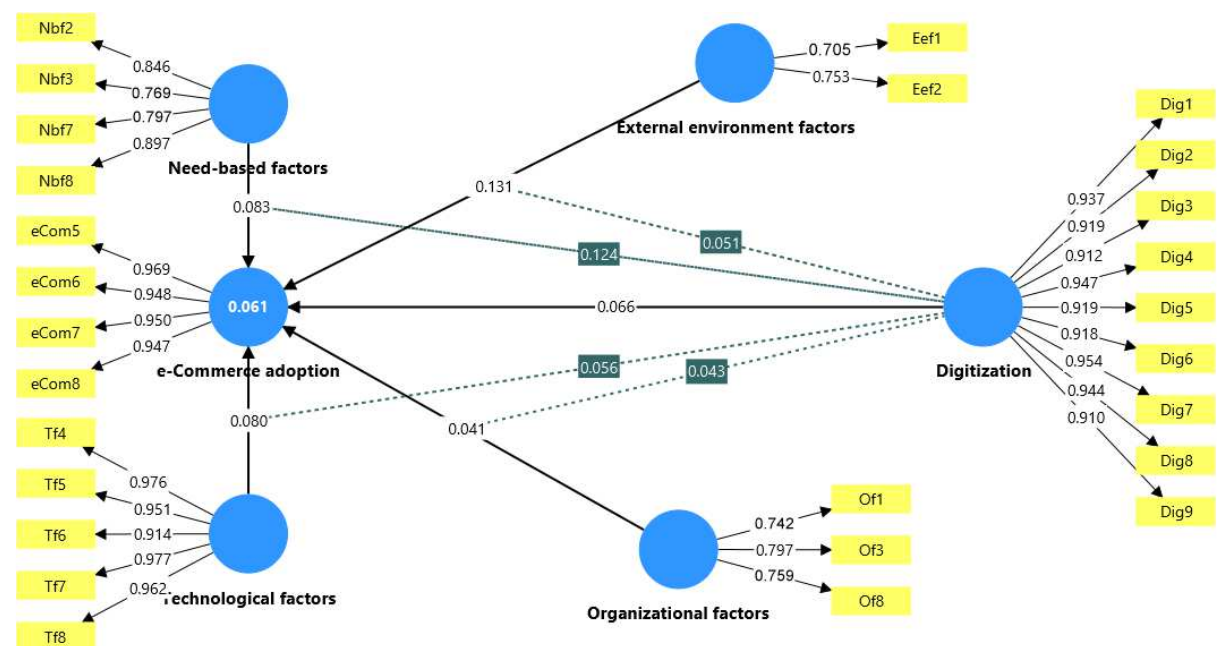 Nbf2
Nbf3
Nbf7
Nbf8
0.846
0.769
0.797
0.897
Need-based factors
Eef1
Eef2
0.705
0.753
External environment factors
eCom5
eCom6
eCom7
eCom8
0.969
0.948
0.950
0.947
0.061
e-Commerce adoption
0.083
0.131
0.124
0.051
0.066
0.056
0.043
0.080
0.041
Dig1
Dig2
Dig3
Dig4
Dig5
Dig6
Dig7
Dig8
Dig9
0.937
0.919
0.912
0.947
0.919
0.918
0.954
0.944
0.910
Digitization
Tf4
Tf5
Tf6
Tf7
Tf8
0.976
0.951
0.914
0.977
0.962
Technological factors
Of1
Of3
Of8
0.742
0.797
0.759
Organizational factors